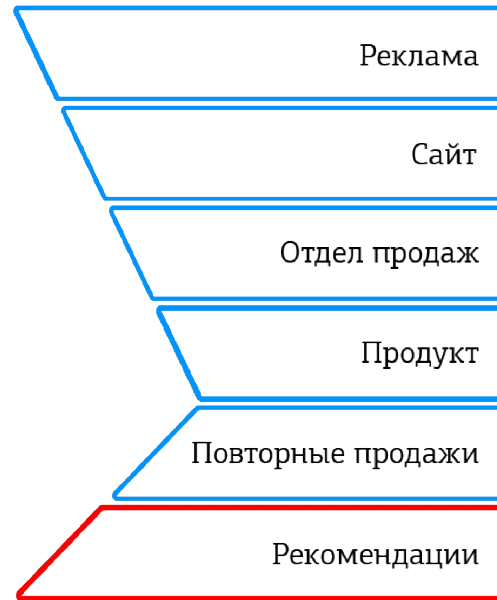 Реклама
Сайт
Отдел продаж
Продукт
Повторные продажи
Рекомендации